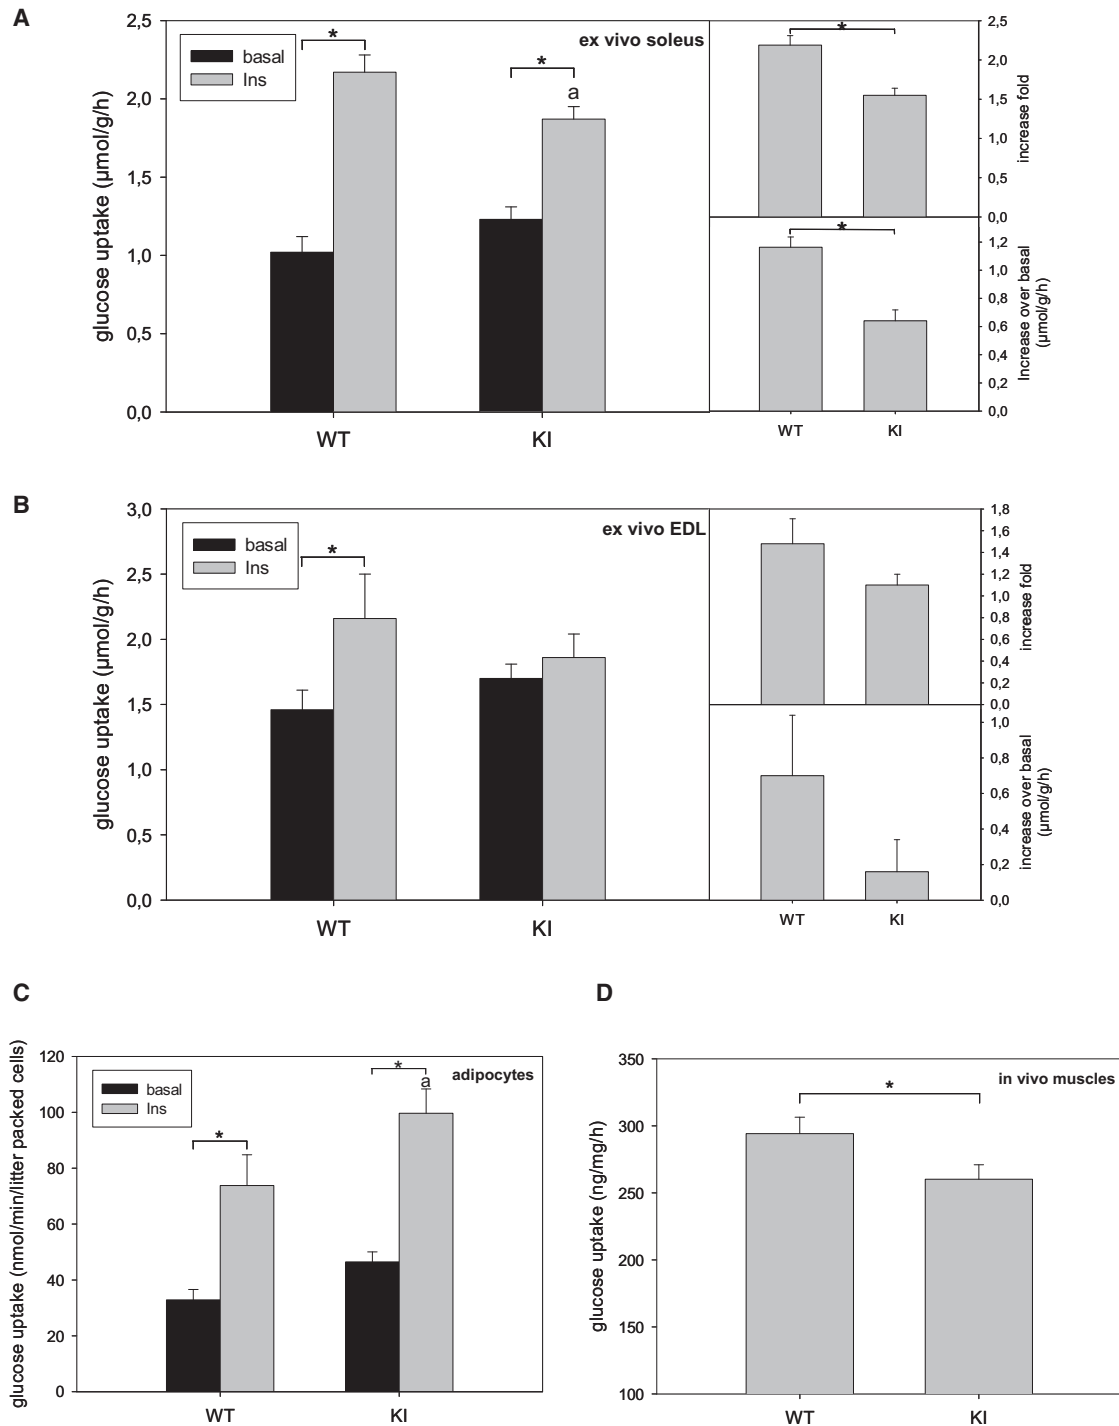 A
2,5
2,0
1,5
1,0
0,5
0,0
glucose uptake (µmol/g/h)
basal
Ins
*
*
a
ex vivo soleus
WT
KI
*
2,5
2,0
1,5
1,0
0,5
0,0
increase fold
*
1,2
1,0
0,8
0,6
0,4
0,2
0,0
Increase over basal
(µmol/g/h)
WT
KI
B
3,0
2,5
2,0
1,5
1,0
0,5
0,0
glucose uptake (µmol/g/h)
basal
Ins
*
ex vivo EDL
WT
KI
1,8
1,6
1,4
1,2
1,0
0,8
0,6
0,4
0,2
0,0
increase fold
1,0
0,8
0,6
0,4
0,2
0,0
increase over basal
(µmol/g/h)
WT
KI
C
120
100
80
60
40
20
0
glucose uptake (nmol/min/litter packed cells)
basal
Ins
*
*
a
adipocytes
WT
KI
D
350
300
250
200
150
100
glucose uptake (ng/mg/h)
*
in vivo muscles
WT
KI